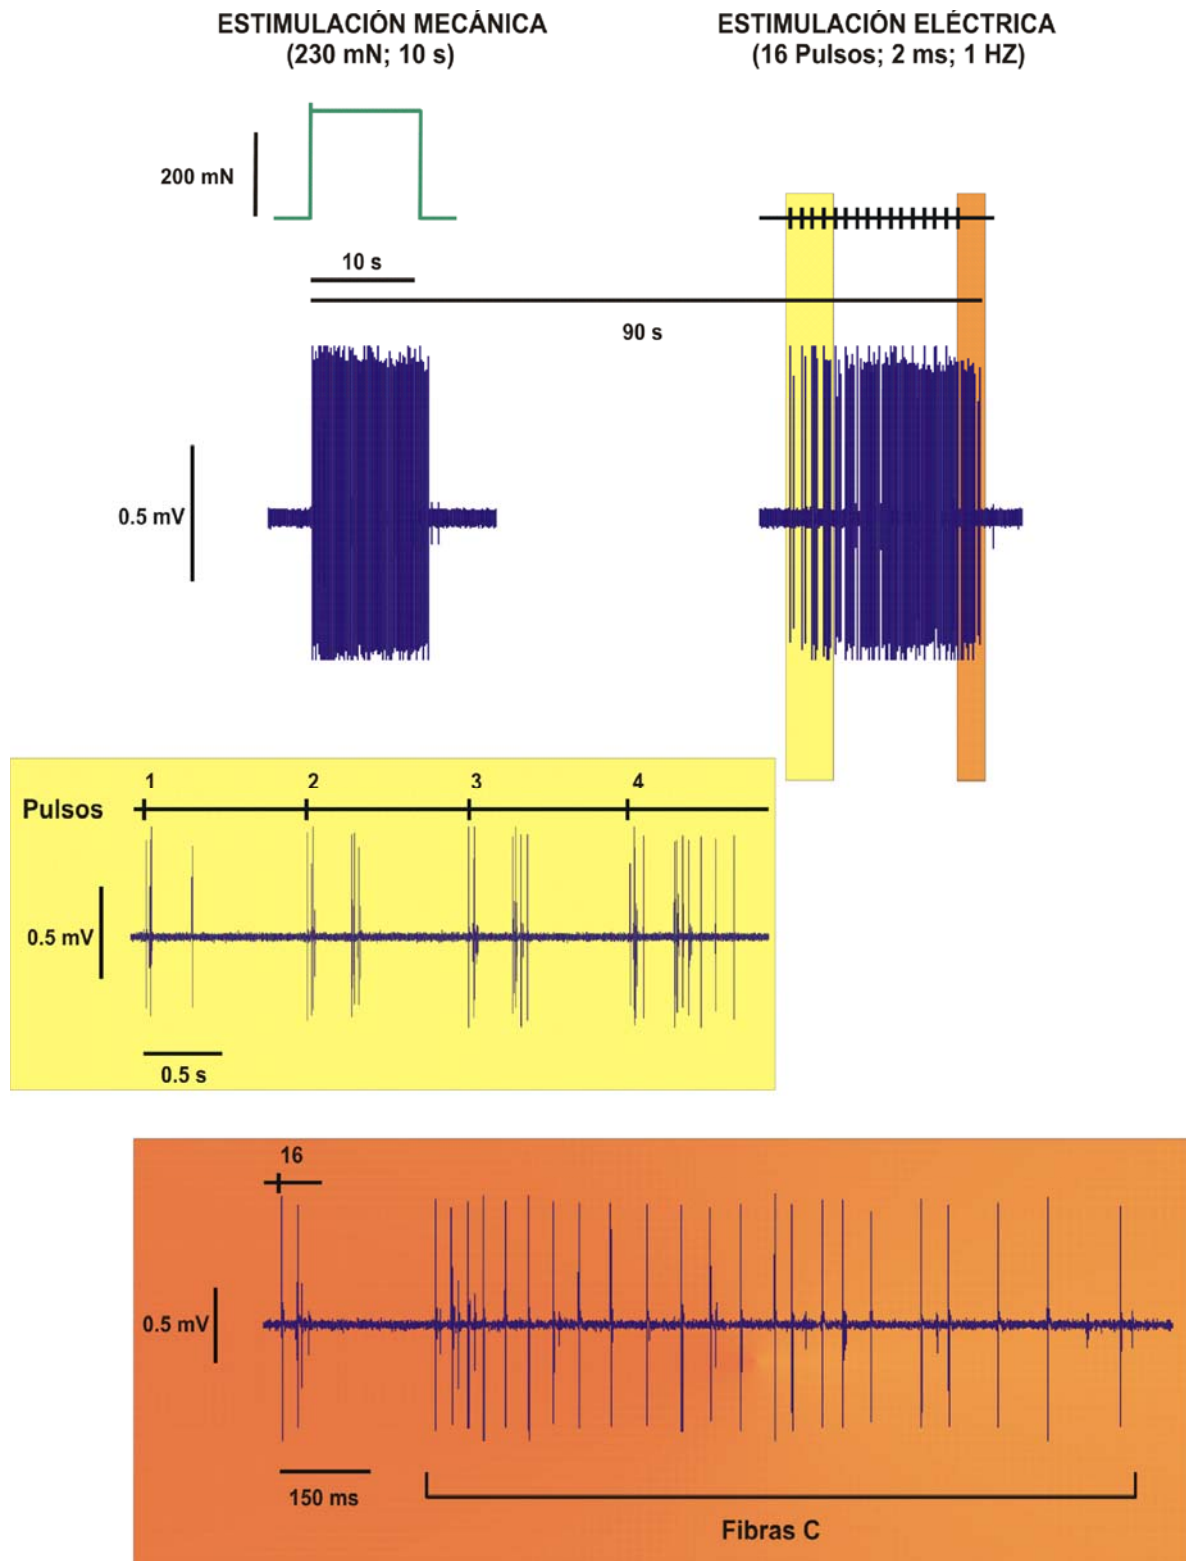 ESTIMULACIÓN MECÁNICA
(230 mN; 10 s)
ESTIMULACIÓN ELÉCTRICA
(16 Pulsos; 2 ms; 1 HZ)
200 mN
10 s
90 s
0.5 mV
Pulsos
1
2
3
4
0.5 mV
0.5 s
16
0.5 mV
150 ms
Fibras C